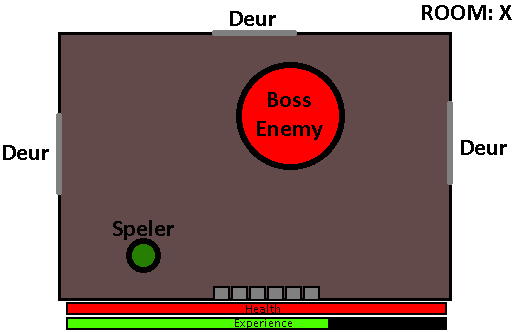 ROOM: X
Deur
Boss
Enemy
Deur
Deur
Speler
Health
Experience